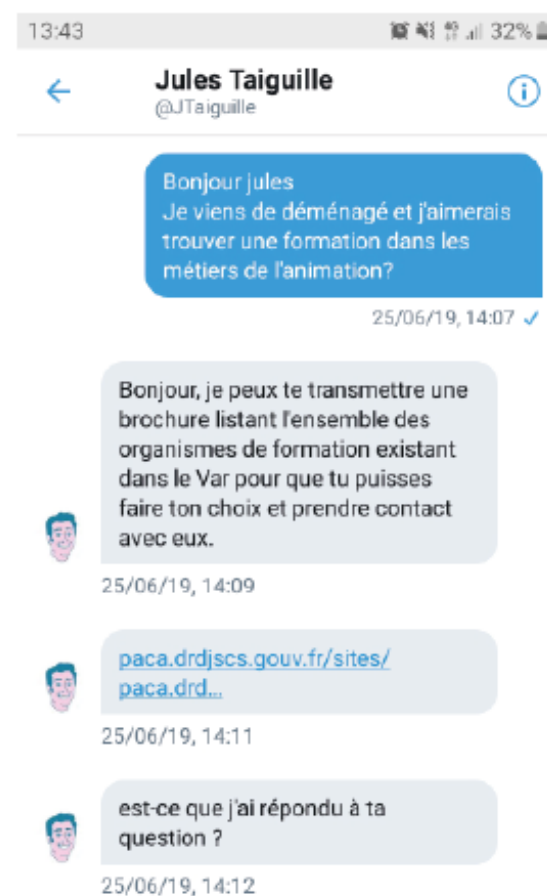 13:43
32%
Jules Taiguille
@JTaiguille
Bonjour jules
Je viens de déménagé et j'aimerais
trouver une formation dans les
métiers de l'animation?
25/06/19, 14:07
Bonjour, je peux te transmettre une
brochure listant l'ensemble des
organismes de formation existant
dans le Var pour que tu puisses
faire ton choix et prendre contact
avec eux.
25/06/19, 14:09
paca.drdjscs.gouv.fr/sites/
paca.drd...
25/06/19, 14:11
est-ce que j'ai répondu à ta
question ?
25/06/19, 14:12